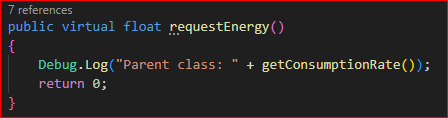 7 references
public virtual float requestEnergy()
{
    Debug.Log("Parent class: " + getConsumptionRate());
    return 0;
}